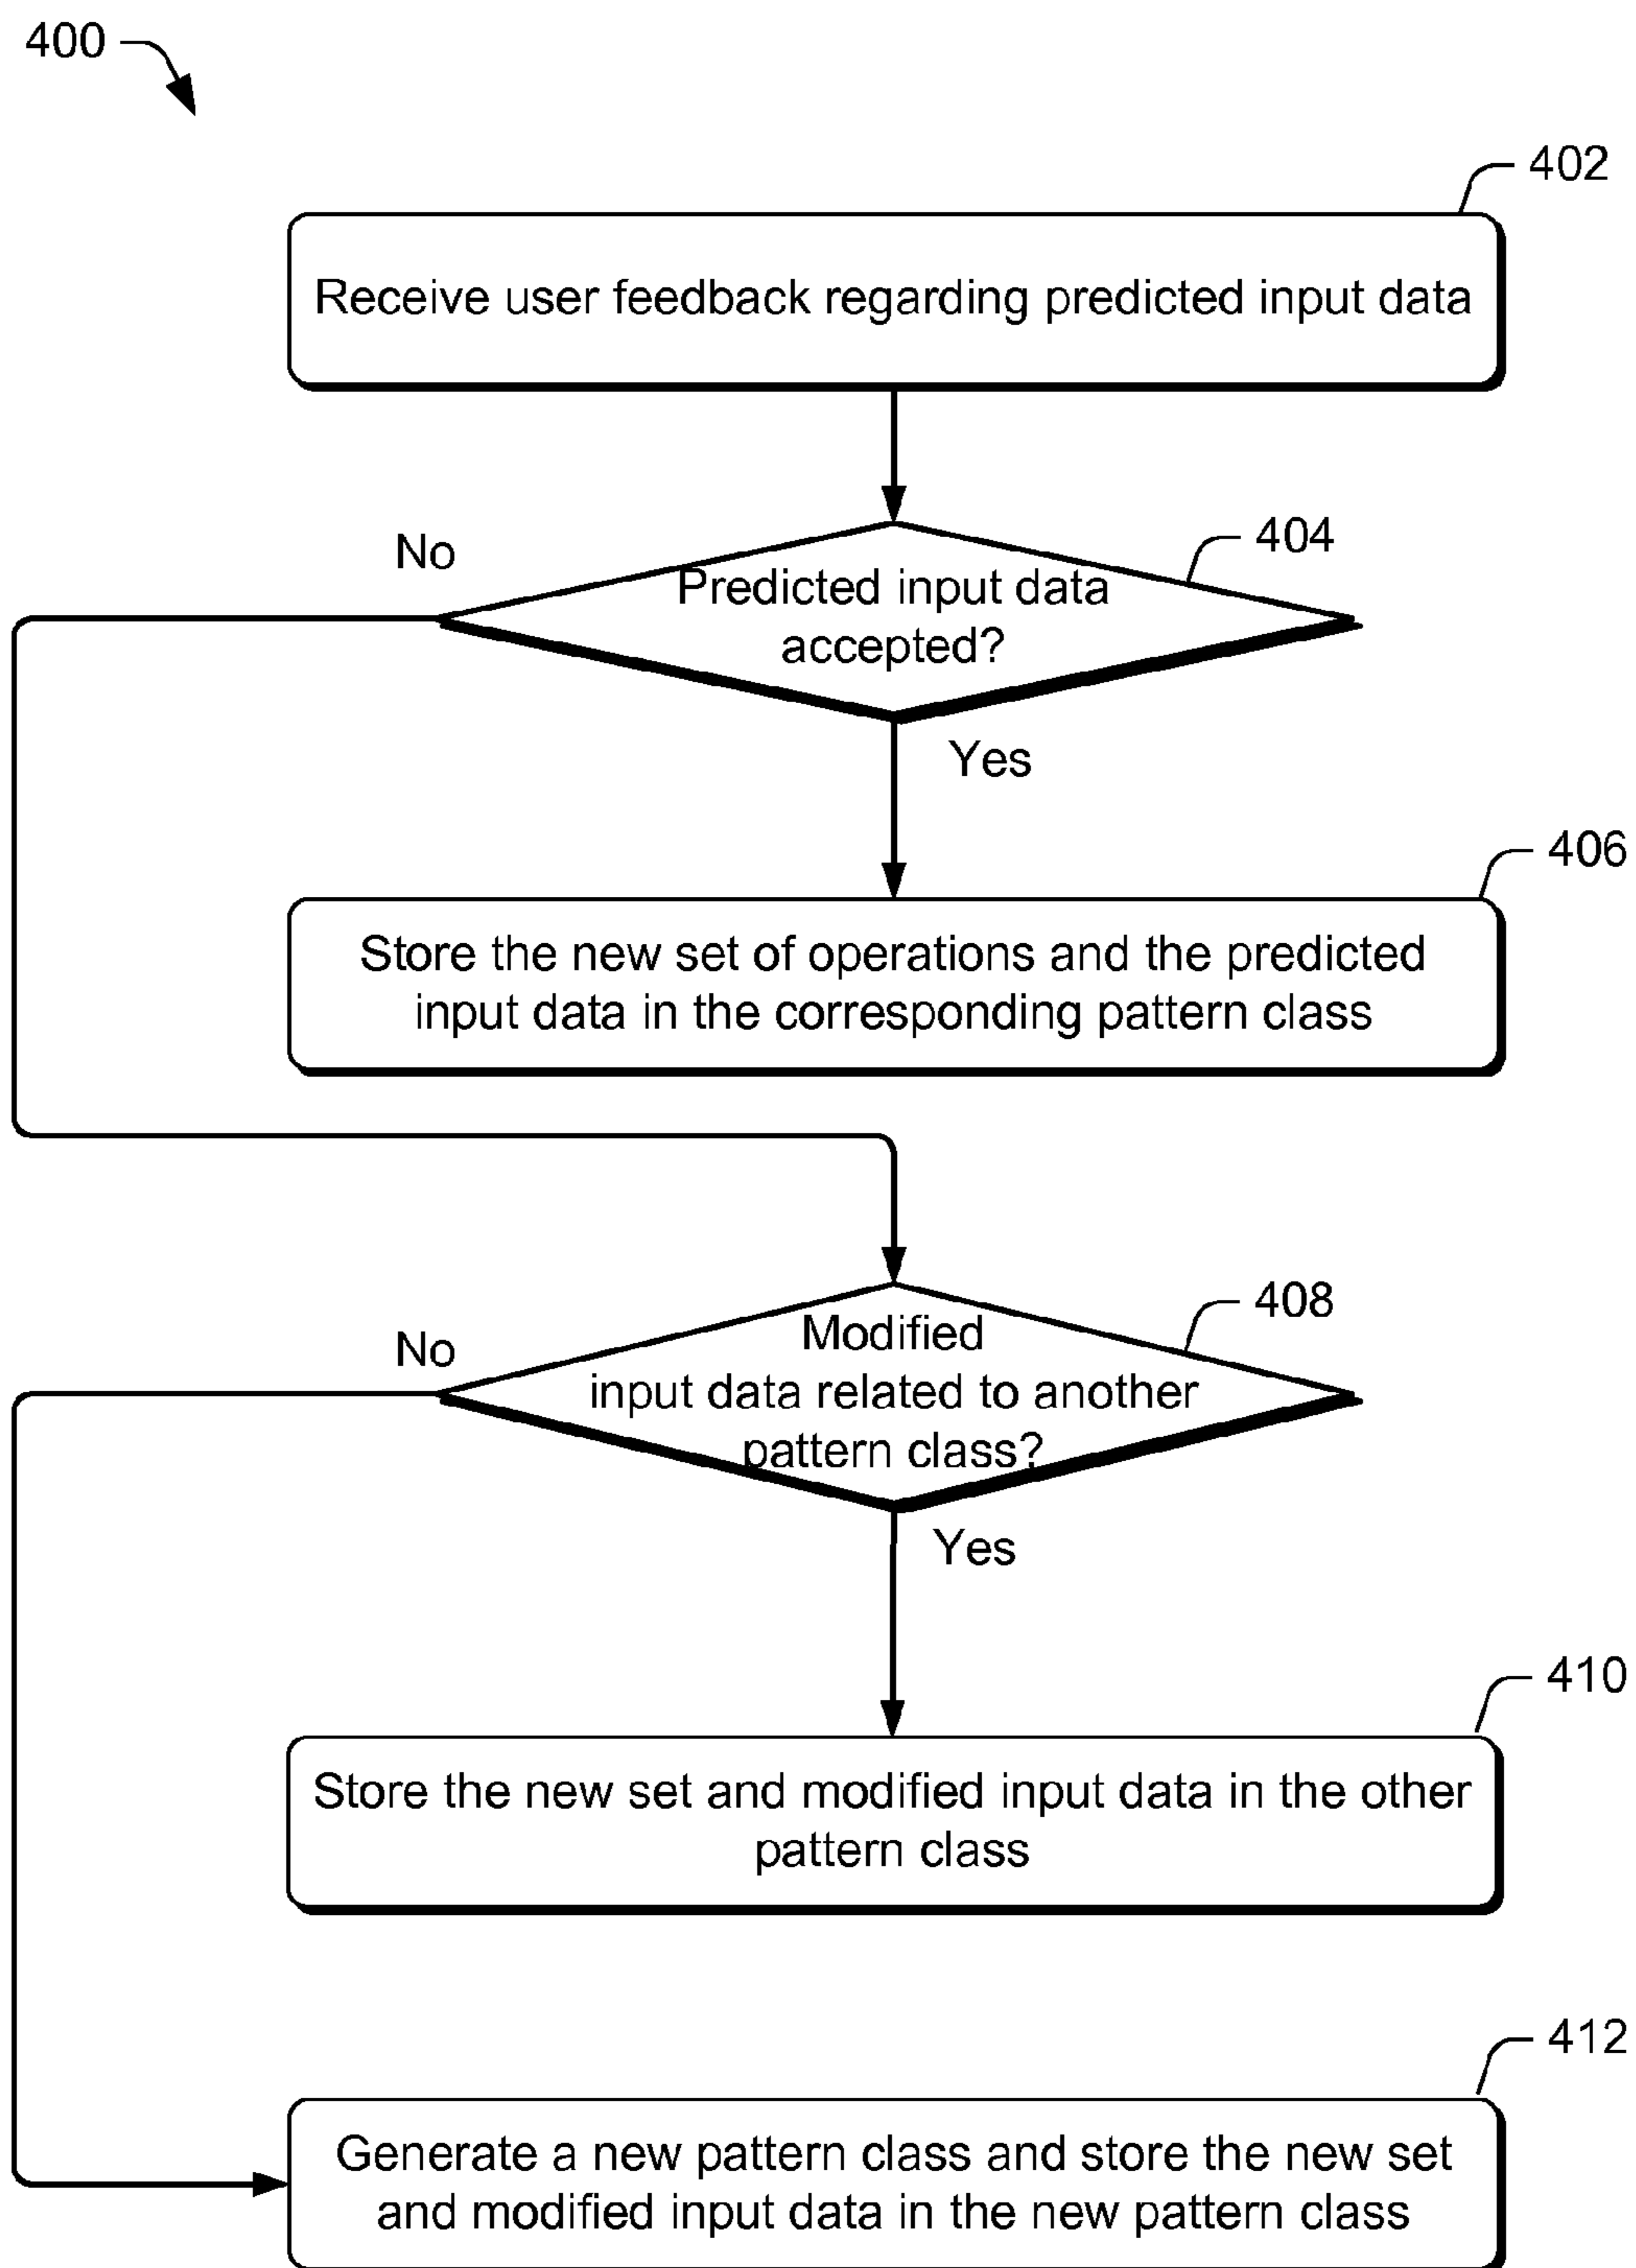 400
402
Receive user feedback regarding predicted input data
404
No
Predicted input data
accepted?
Yes
406
Store the new set of operations and the predicted
input data in the corresponding pattern class
408
No
Modified
input data related to another
pattern class?
Yes
410
Store the new set and modified input data in the other
pattern class
412
Generate a new pattern class and store the new set
and modified input data in the new pattern class